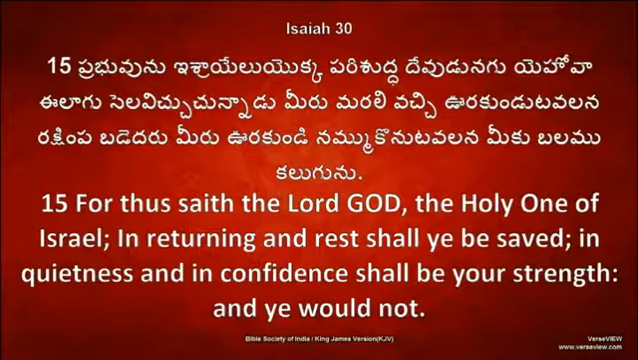 Isaiah 30
15 ప్రభువును ఇశ్రాయేలుయొక్క పరిశుద్ధ దేవుడునగు యెహోవా
ఈలాగు సెలవిచ్చుచున్నాడు మీరు మరలి వచ్చి ఊరకుండుటవలన
రక్షింప బడెదరు మీరు ఊరకుండి నమ్ముకొనుటవలన మీకు బలము
కలుగును.
15 For thus saith the Lord GOD, the Holy One of
Israel; In returning and rest shall ye be saved; in
quietness and in confidence shall be your strength:
and ye would not.
Bible Society of India / King James Version(KJV)
VerseVIEW
www.verseview.com